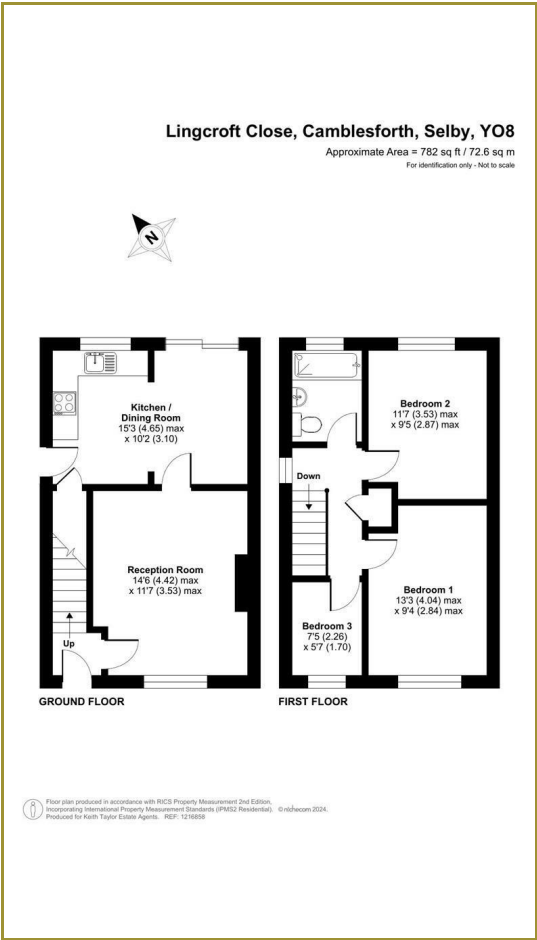 Lingcroft Close, Camblesforth, Selby, YO8
Approximate Area = 782 sq ft / 72.6 sq m
For identification only - Not to scale
N
Kitchen /
Dining Room
15'3 (4.65) max
x 10'2 (3.10)
Reception Room
14'6 (4.42) max
x 11'7 (3.53) max
Up
GROUND FLOOR
Bedroom 2
11'7 (3.53) max
x 9'5 (2.87) max
Down
Bedroom 1
13'3 (4.04) max
x 9'4 (2.84) max
Bedroom 3
7'5 (2.26)
x 5'7 (1.70)
FIRST FLOOR
Floor plan produced in accordance with RICS Property Measurement 2nd Edition,
Incorporating International Property Measurement Standards (IPMS2 Residential). © nichecom 2024.
Produced for Keith Taylor Estate Agents. REF: 1216858